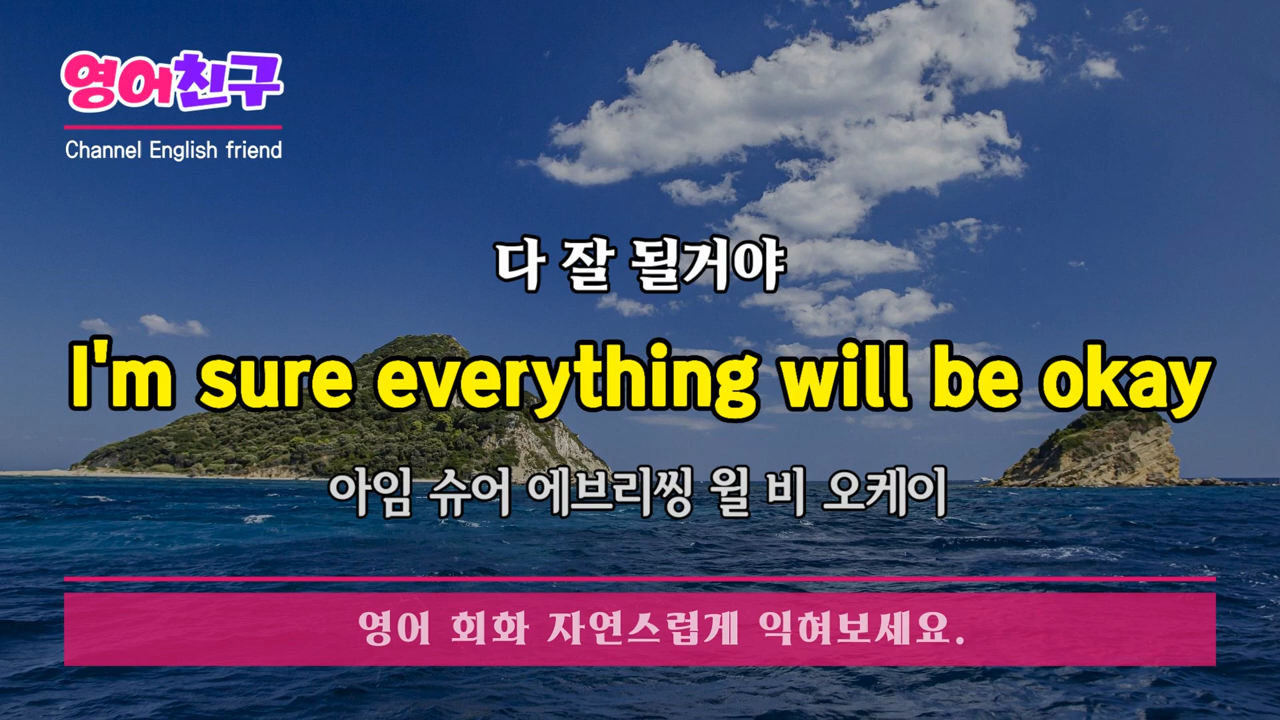 영어친구
Channel English friend
다 잘 될거야
I'm sure everything will be okay
아임 슈어 에브리씽 윌 비 오케이
영어 회화 자연스럽게 익혀보세요.